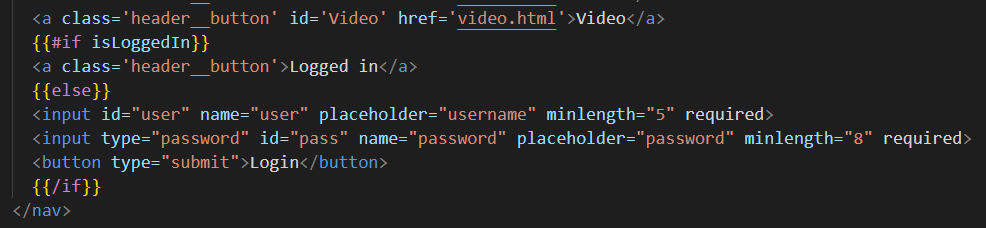 <a class='header__button' id='Video' href='video.html'>Video</a>
{{#if isLoggedIn}}
<a class='header__button'>Logged in</a>
{{else}}
<input id="user" name="user" placeholder="username" minlength="5" required>
<input type="password" id="pass" name="password" placeholder="password" minlength="8" required>
<button type="submit">Login</button>
{{/if}}
</nav>